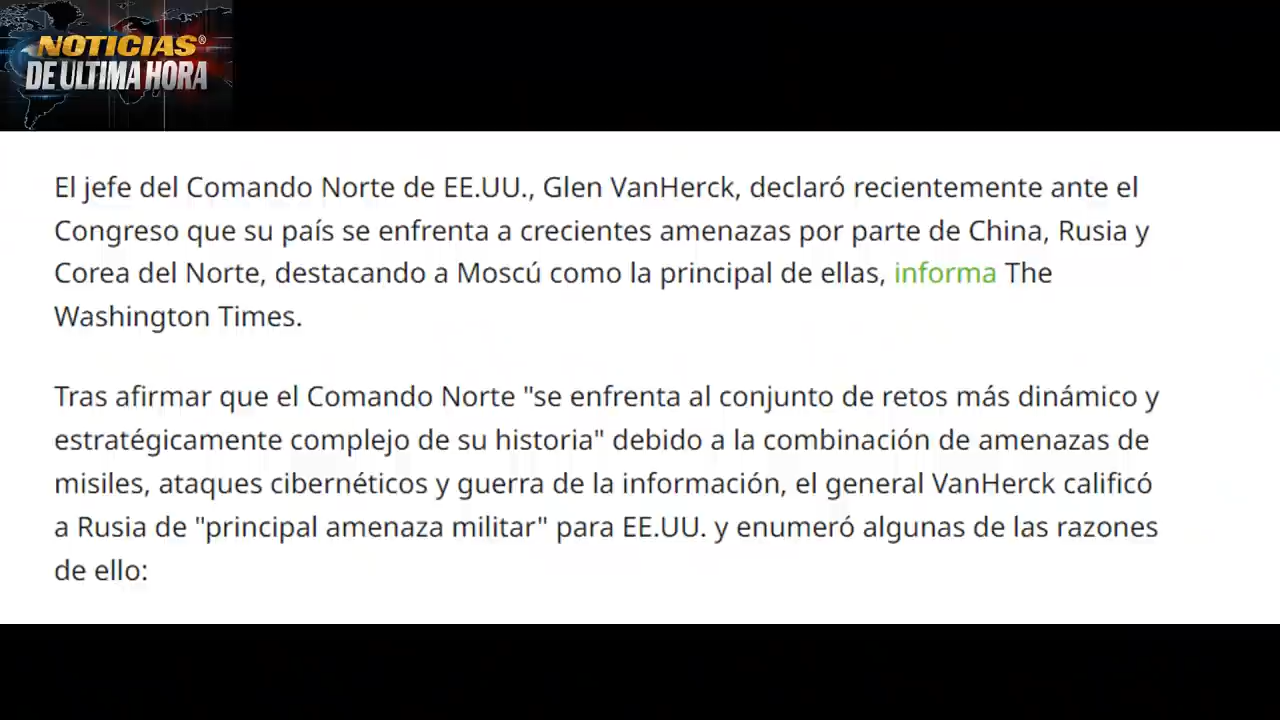 NOTICIAS®
DE ULTIMA HORA
El jefe del Comando Norte de EE.UU., Glen VanHerck, declaró recientemente ante el
Congreso que su país se enfrenta a crecientes amenazas por parte de China, Rusia y
Corea del Norte, destacando a Moscú como la principal de ellas, informa The
Washington Times.
Tras afirmar que el Comando Norte "se enfrenta al conjunto de retos más dinámico y
estratégicamente complejo de su historia" debido a la combinación de amenazas de
misiles, ataques cibernéticos y guerra de la información, el general VanHerck calificó
a Rusia de "principal amenaza militar" para EE.UU. y enumeró algunas de las razones
de ello: